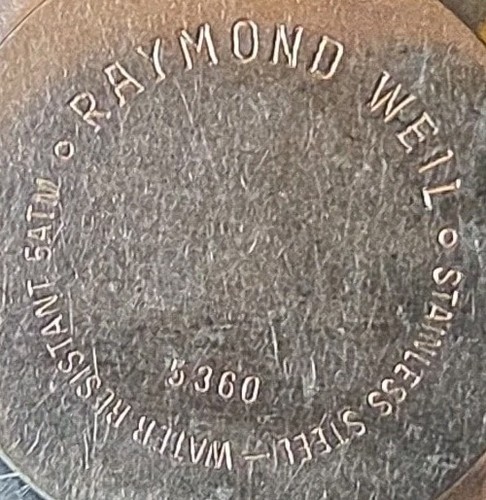 RAYMOND WEIL
STAINLESS STEEL — WATER RESISTANT 5ATM
5360